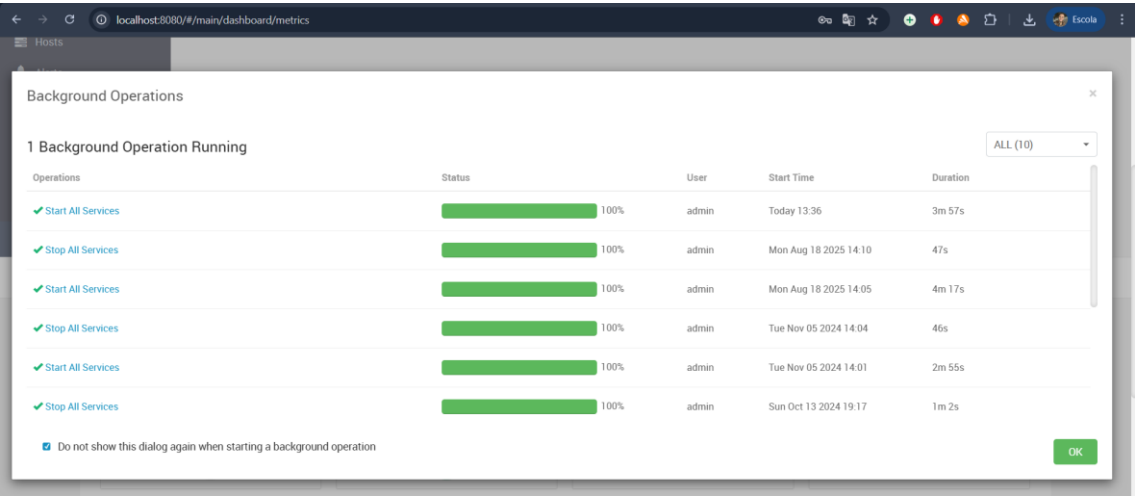 localhost:8080/#/main/dashboard/metrics
Escola
Hosts
Background Operations
×
1 Background Operation Running
ALL (10)
Operations Status User Start Time Duration
Start All Services 100% admin Today 13:36 3m 57s
Stop All Services 100% admin Mon Aug 18 2025 14:10 47s
Start All Services 100% admin Mon Aug 18 2025 14:05 4m 17s
Stop All Services 100% admin Tue Nov 05 2024 14:04 46s
Start All Services 100% admin Tue Nov 05 2024 14:01 2m 55s
Stop All Services 100% admin Sun Oct 13 2024 19:17 1m 2s
Do not show this dialog again when starting a background operation
OK